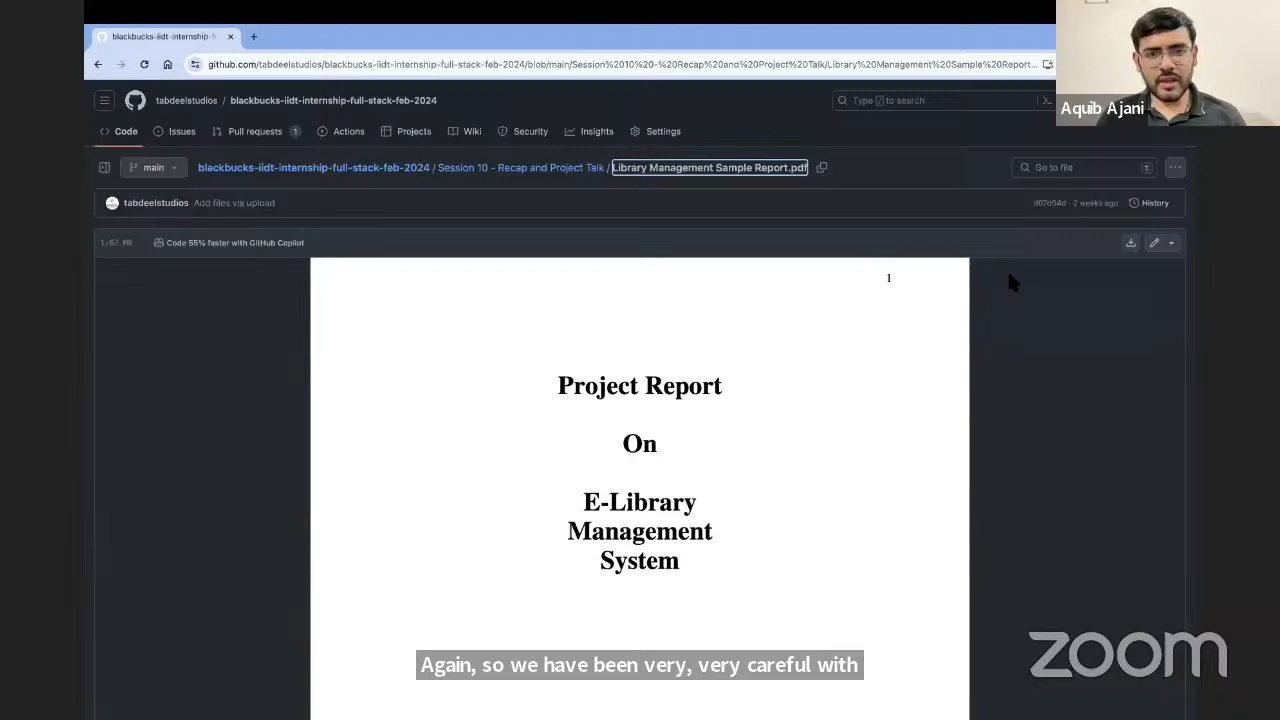 blackbucks-iidt-internship-fu
github.com/tabdeelstudios/blackbucks-iidt-internship-full-stack-feb-2024/blob/main/Session%2010%20-%20Recap%20and%20Project%20Talk/Library%20Management%20Sample%20Report...
Aquib Ajani
tabdeelstudios / blackbucks-iidt-internship-full-stack-feb-2024
Type / to search
Code Issues Pull requests 1 Actions Projects Wiki Security Insights Settings
main blackbucks-iidt-internship-full-stack-feb-2024 / Session 10 - Recap and Project Talk / Library Management Sample Report.pdf Go to file t
tabdeelstudios Add files via upload d07d04d · 2 weeks ago History
1.62 MB Code 55% faster with GitHub Copilot
1
Project Report
On
E-Library
Management
System
Again, so we have been very, very careful with
zoom